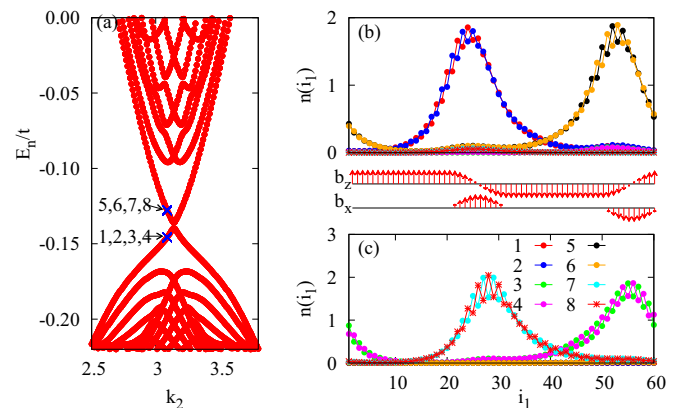 (a)
0.00
-0.05
-0.10
-0.15
-0.20
E_n/t
5,6,7,8
1,2,3,4
2.5 3 3.5
k_2
(b)
2
1
0
n(i_1)
b_z
b_x
(c)
3
2
1
0
n(i_1)
1 5
2 6
3 7
4 8
10 20 30 40 50 60
i_1